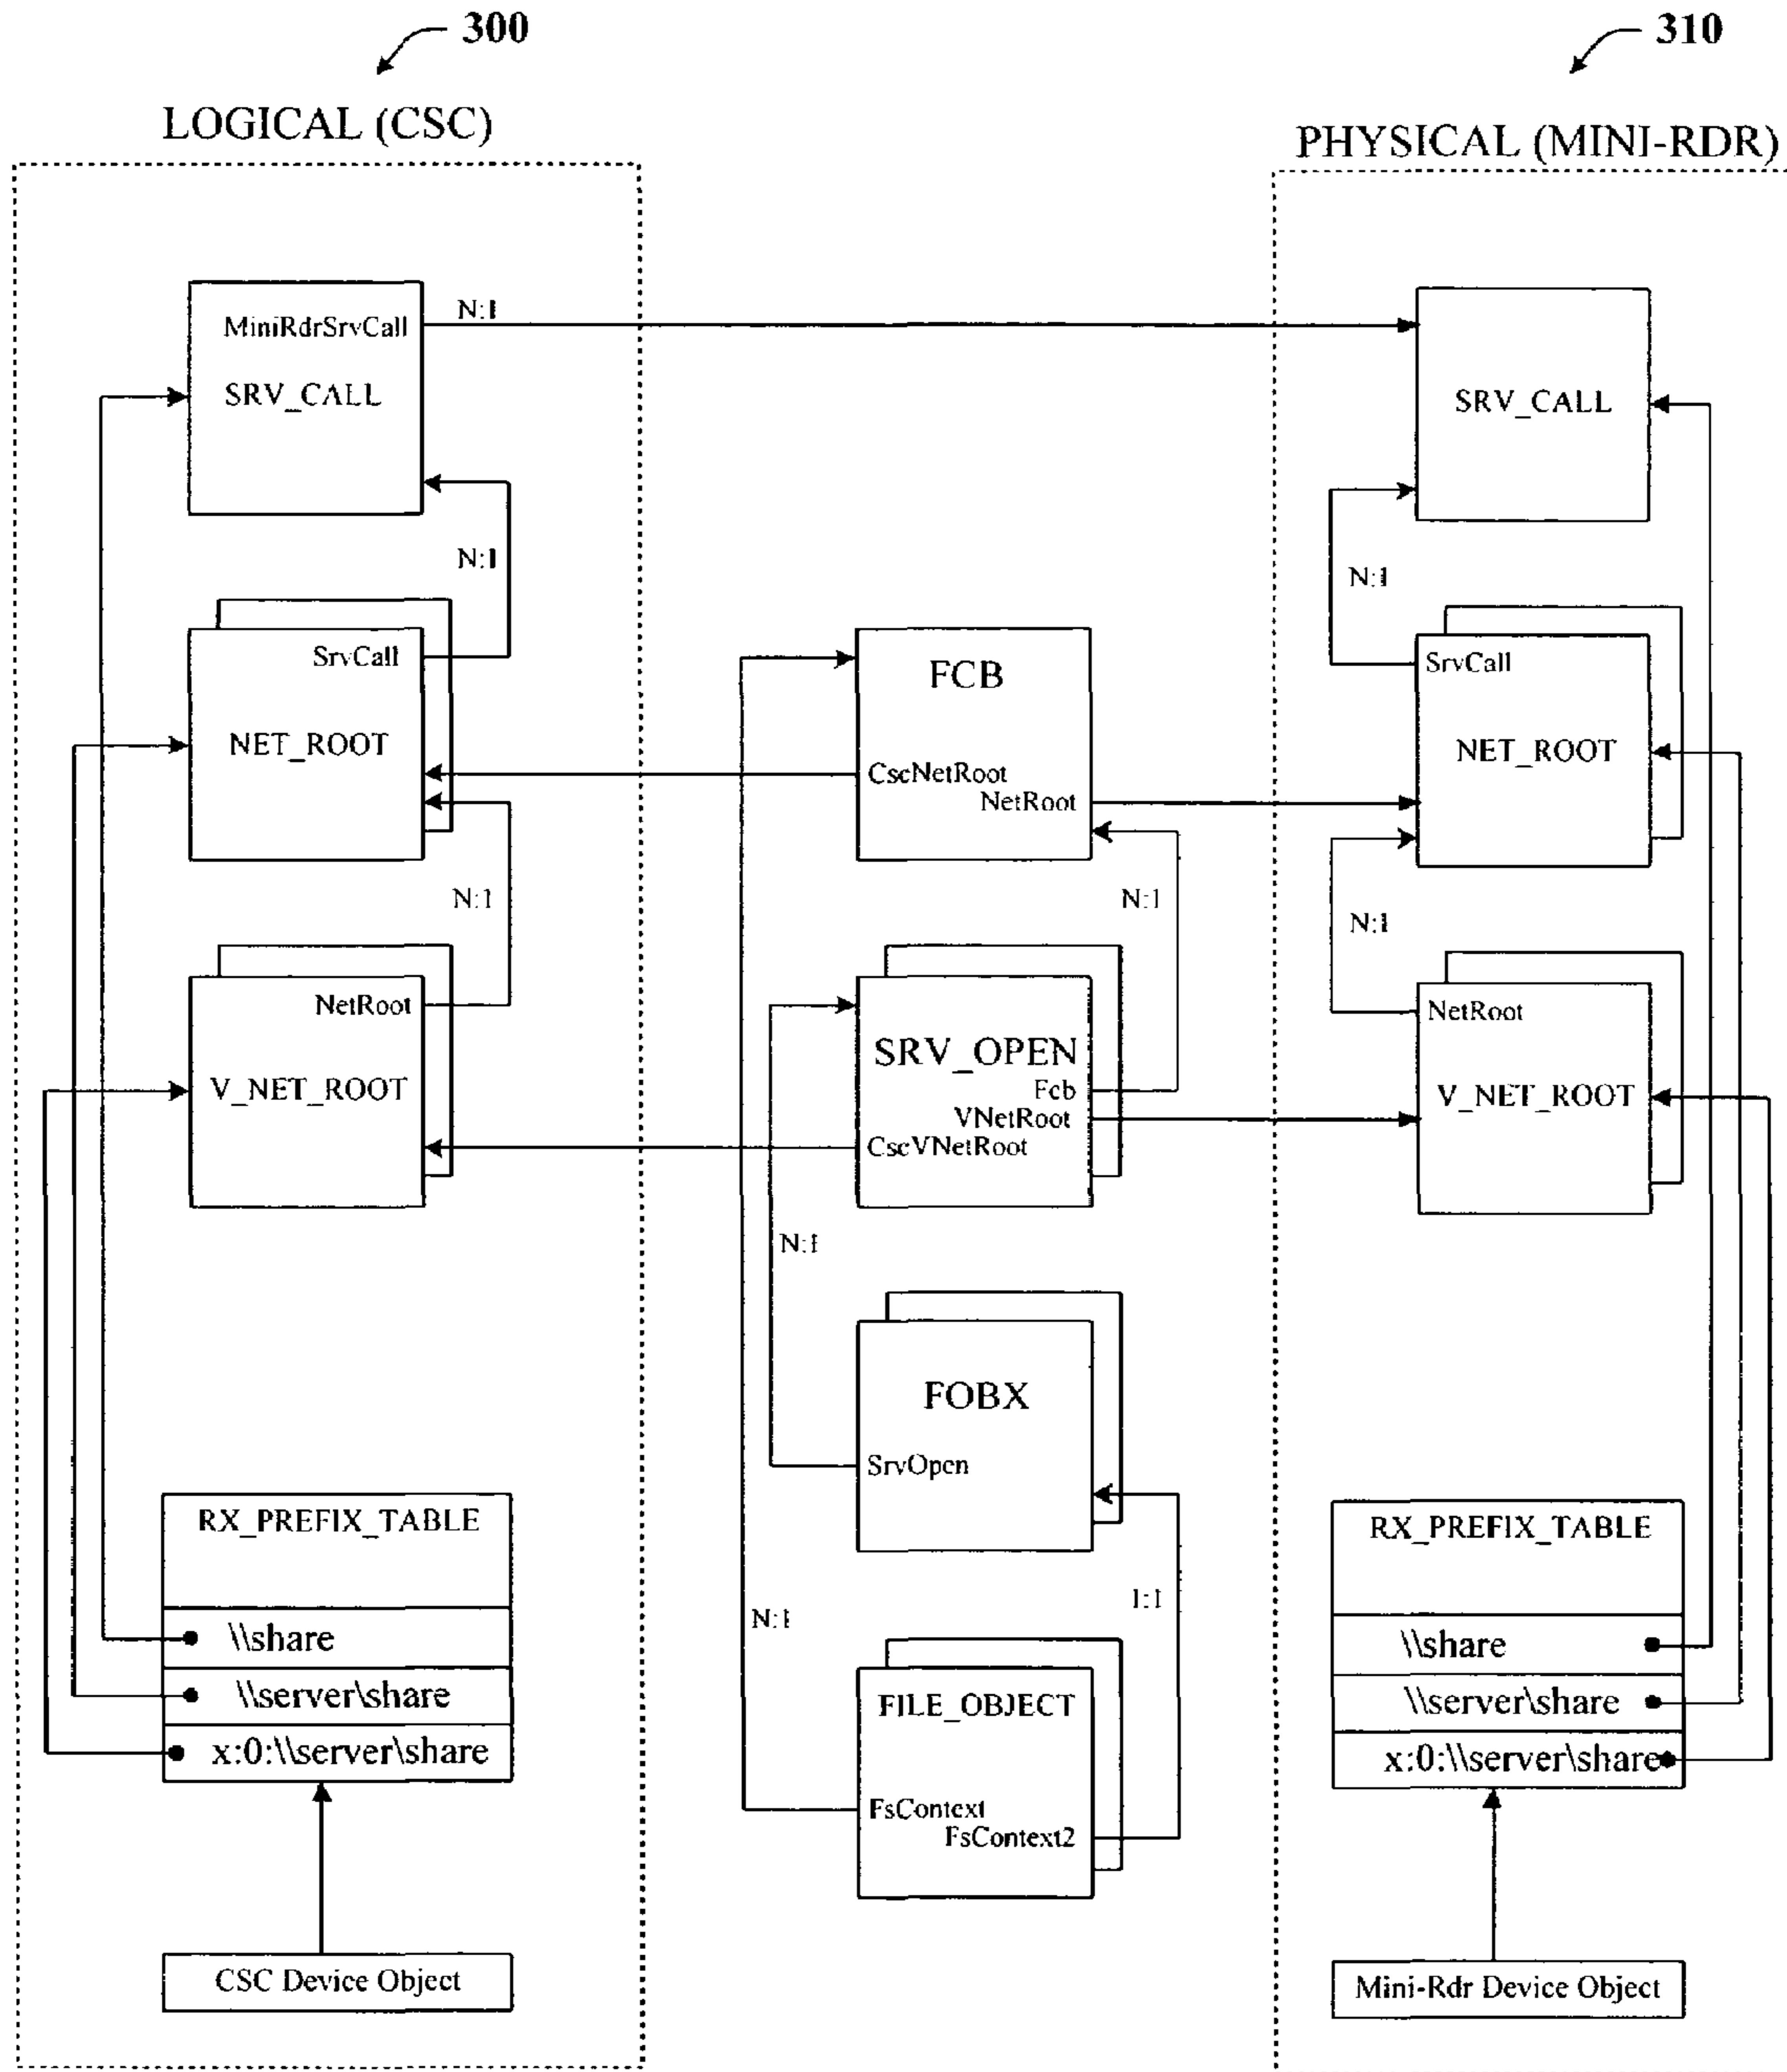 300
310
LOGICAL (CSC)
PHYSICAL (MINI-RDR)
MiniRdrSrvCall
N:1
SRV_CALL
SRV_CALL
N:1
N:1
SrvCall
NET_ROOT
FCB
CscNetRoot
NetRoot
SrvCall
NET_ROOT
N:1
N:1
N:1
NetRoot
V_NET_ROOT
SRV_OPEN
Fcb
VNetRoot
CscVNetRoot
NetRoot
V_NET_ROOT
N:1
FOBX
SrvOpen
RX_PREFIX_TABLE
\\share
\\server\share
x:0:\\server\share
N:1
1:1
FILE_OBJECT
FsContext
FsContext2
RX_PREFIX_TABLE
\\share
\\server\share
x:0:\\server\share
CSC Device Object
Mini-Rdr Device Object